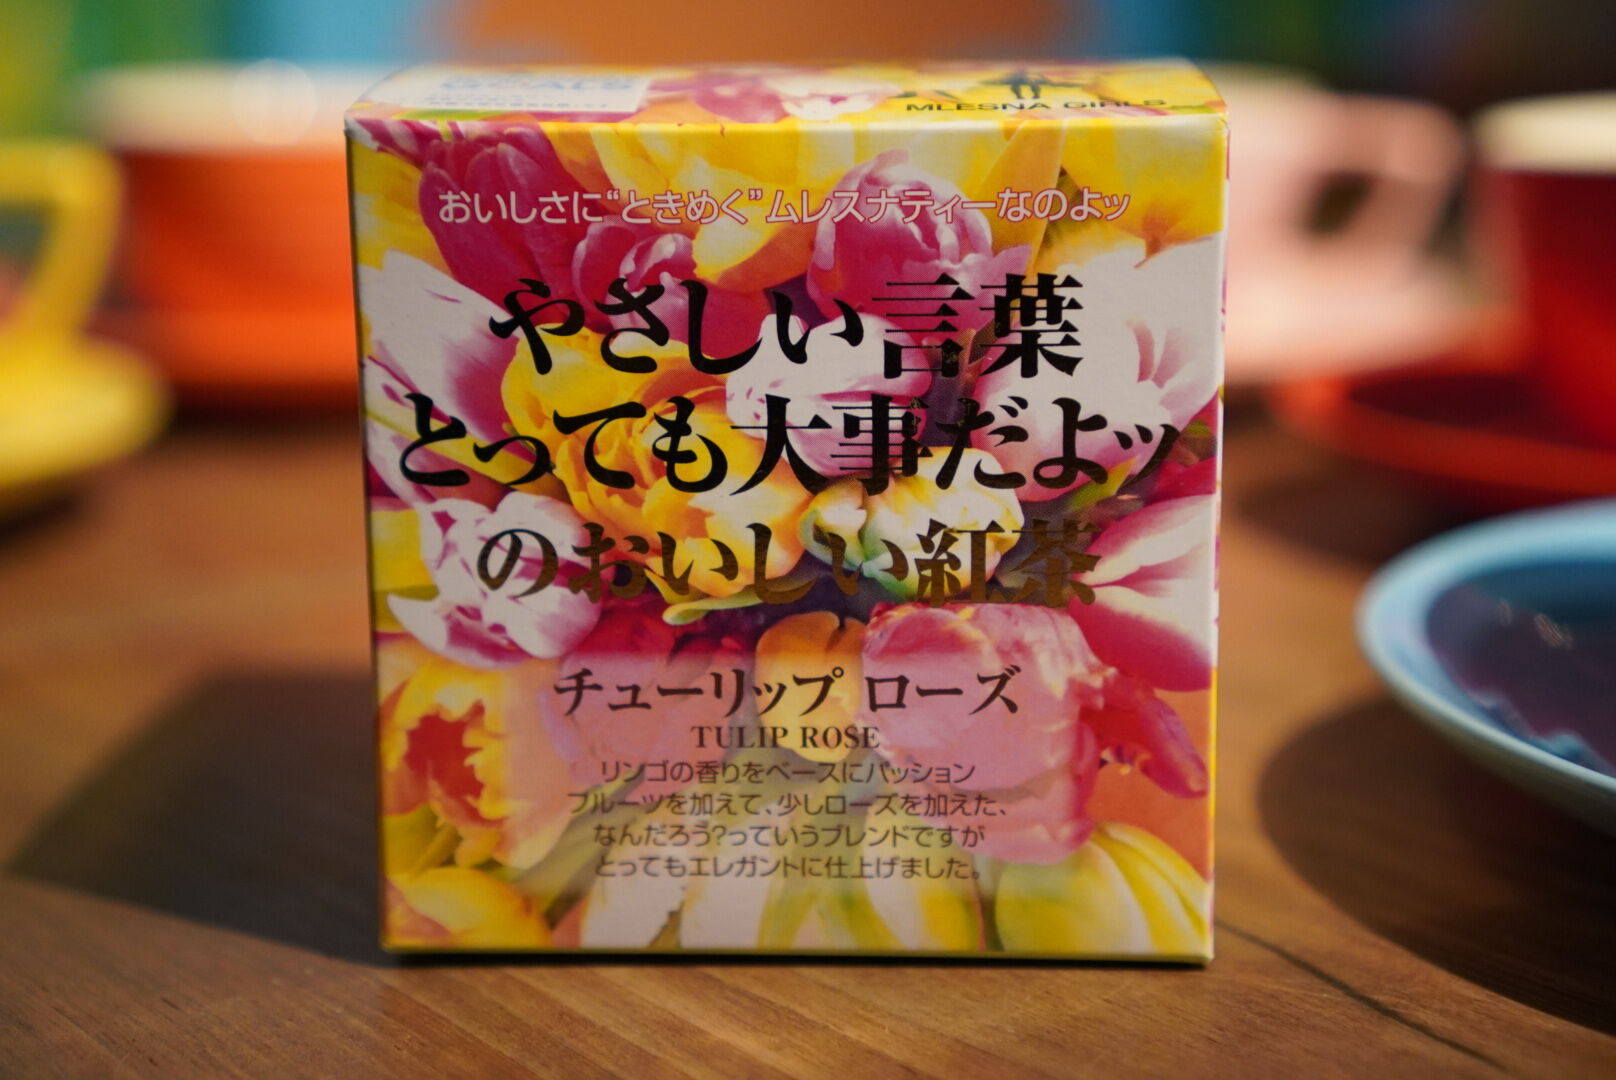 MLESNA GIRLS
おいしさに“ときめく”ムレスナティーなのよッ
やさしい言葉
とっても大事だよッ
のおいしい紅茶
チューリップ ローズ
TULIP ROSE
リンゴの香りをベースにパッション
フルーツを加えて、少しローズを加えた、
なんだろう?っていうブレンドですが
とってもエレガントに仕上げました。